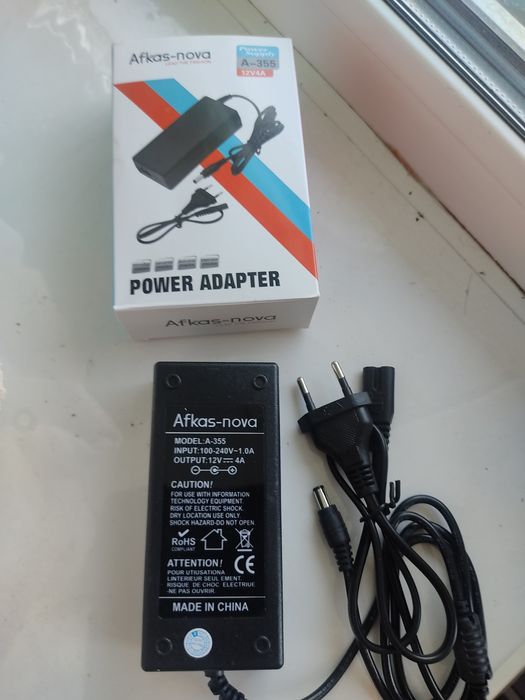 Afkas-nova
Power
Supply
A-355
12V4A
POWER ADAPTER
Afkas-nova
Afkas-nova
MODEL:A-355
INPUT:100-240V~1.0A
OUTPUT:12V⎓4A
CAUTION!
FOR USE WITH INFORMATION
TECHNOLOGY EQUIPMENT.
RISK OF ELECTRIC SHOCK.
DRY LOCATION USE ONLY
SHOCK HAZARD-DO NOT OPEN
RoHS
COMPLIANT
CE
ATTENTION!
POUR UTIUSATIONA
LINTERIEUR SEUL EMENT.
RISQUE DE CHOC ELECTRIUE
-NE PAS OUVRIR
MADE IN CHINA